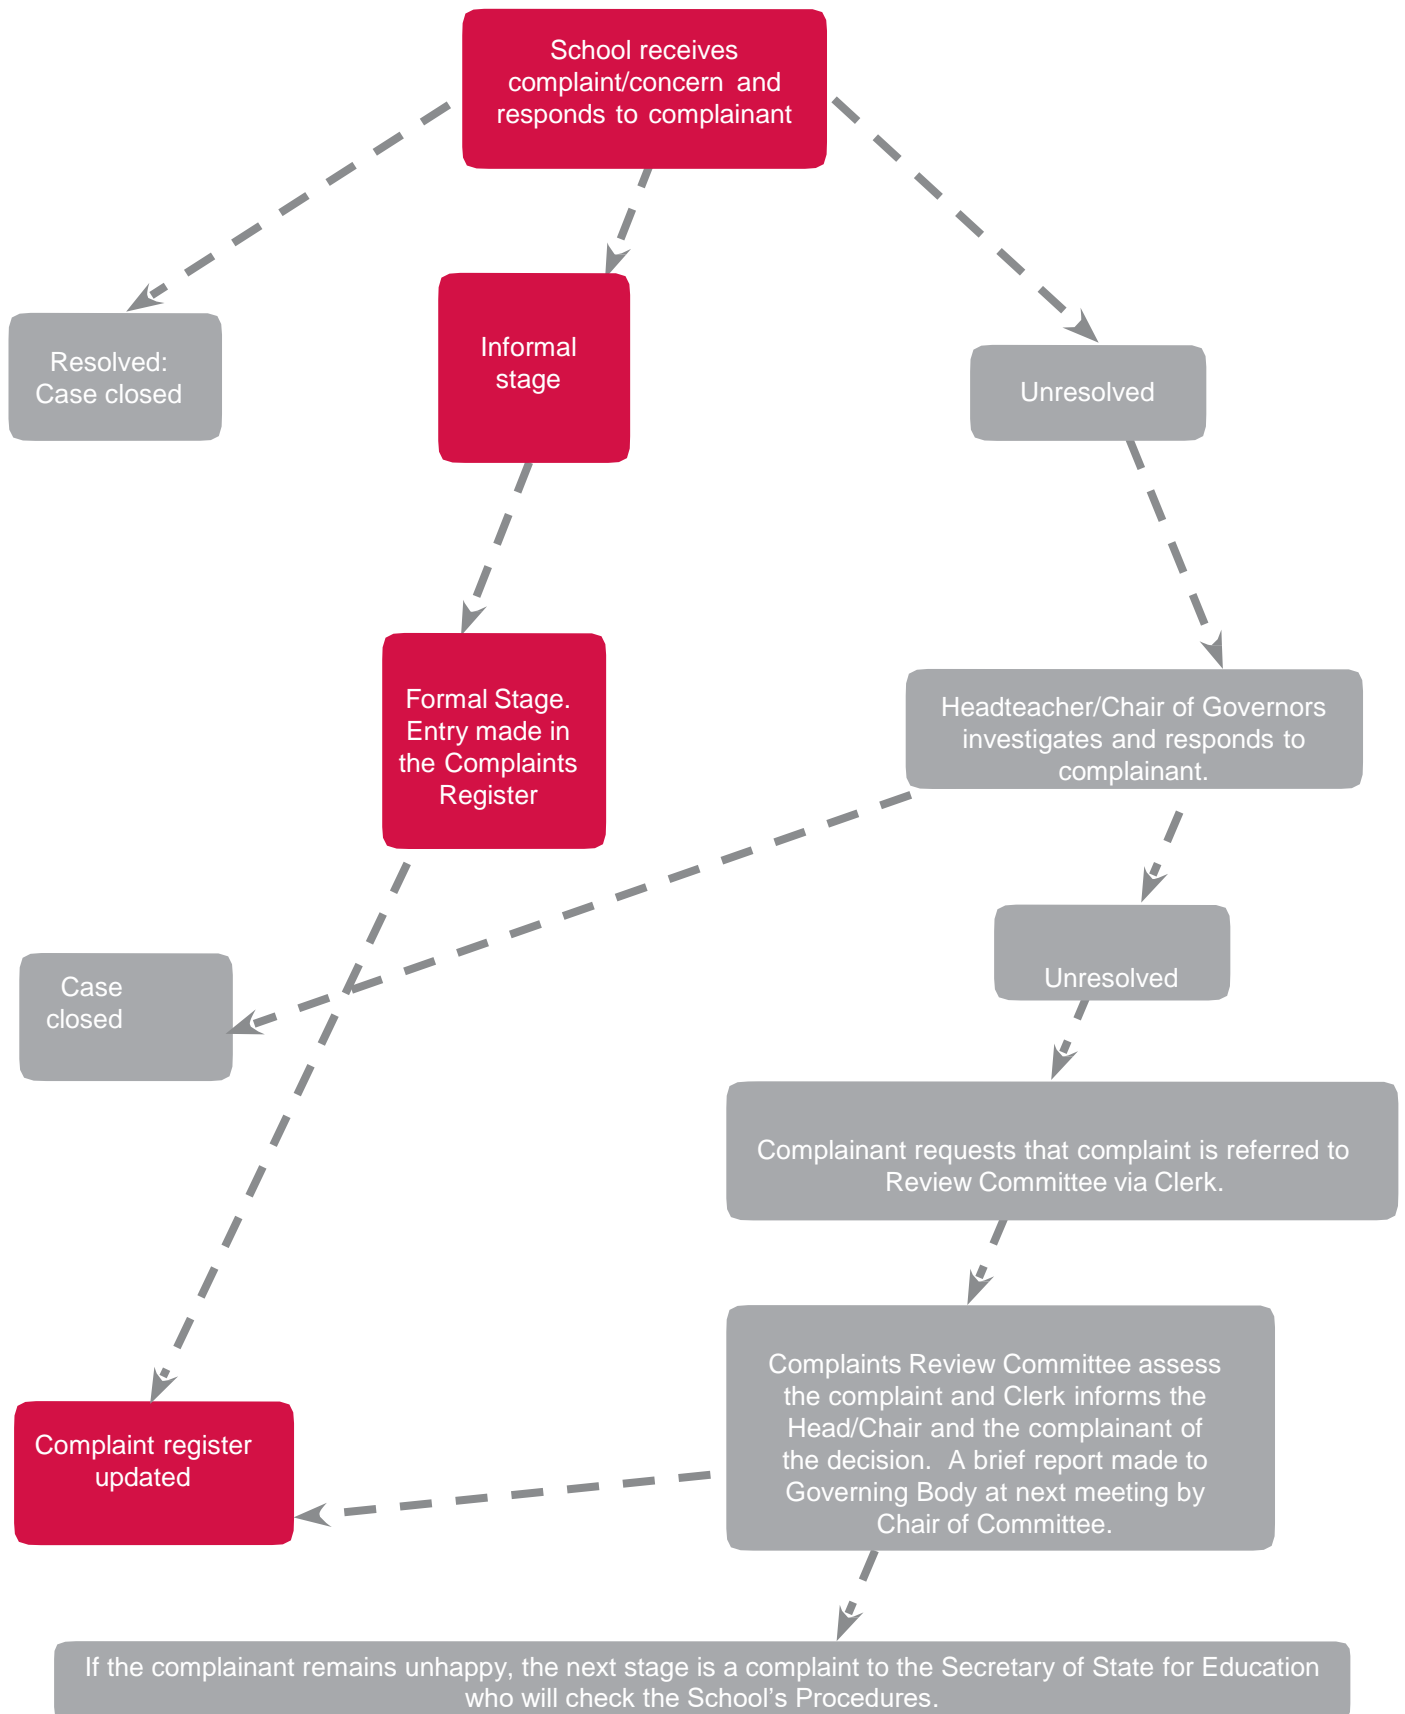 School receives
complaint/concern and
responds to complainant
Resolved:
Case closed
Informal
stage
Unresolved
Formal Stage.
Entry made in
the Complaints
Register
Headteacher/Chair of Governors
investigates and responds to
complainant.
Case
closed
Unresolved
Complainant requests that complaint is referred to
Review Committee via Clerk.
Complaints Review Committee assess
the complaint and Clerk informs the
Head/Chair and the complainant of
the decision.  A brief report made to
Governing Body at next meeting by
Chair of Committee.
Complaint register
updated
If the complainant remains unhappy, the next stage is a complaint to the Secretary of State for Education
who will check the School’s Procedures.